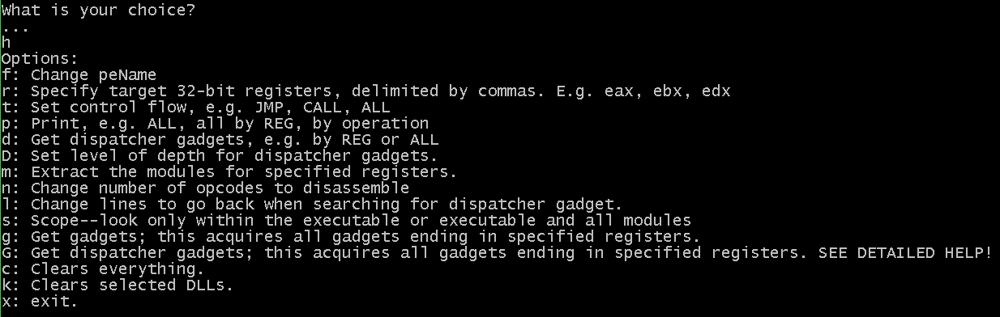 What is your choice?
...
h
Options:
f: Change peName
r: Specify target 32-bit registers, delimited by commas. E.g. eax, ebx, edx
t: Set control flow, e.g. JMP, CALL, ALL
p: Print, e.g. ALL, all by REG, by operation
d: Get dispatcher gadgets, e.g. by REG or ALL
D: Set level of depth for dispatcher gadgets.
m: Extract the modules for specified registers.
n: Change number of opcodes to disassemble
l: Change lines to go back when searching for dispatcher gadget.
s: Scope--look only within the executable or executable and all modules
g: Get gadgets; this acquires all gadgets ending in specified registers.
G: Get dispatcher gadgets; this acquires all gadgets ending in specified registers. SEE DETAILED HELP!
c: Clears everything.
k: Clears selected DLLs.
x: exit.